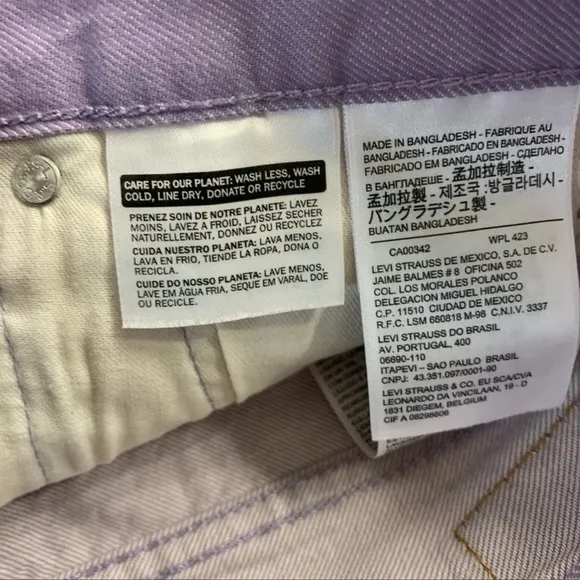 CARE FOR OUR PLANET: WASH LESS, WASH
COLD, LINE DRY, DONATE OR RECYCLE
PRENEZ SOIN DE NOTRE PLANETE: LAVEZ
MOINS, LAVEZ A FROID, LAISSEZ SECHER
NATURELLEMENT, DONNEZ OU RECYCLEZ
CUIDA NUESTRO PLANETA: LAVA MENOS,
LAVA EN FRIO, TIENDE LA ROPA, DONA O
RECICLA.
CUIDE DO NOSSO PLANETA: LAVE MENOS,
LAVE EM ÀGUA FRIA, SEQUE EM VARAL, DOE
OU RECICLE.
MADE IN BANGLADESH - FABRIQUE AU
BANGLADESH - FABRICADO EN BANGLADESH -
FABRICADO EM BANGLADESH - СДЕЛАНО
В БАНГЛАДЕШЕ - 孟加拉制造 -
孟加拉製 - 제조국 :방글라데시 -
バングラデシュ製 -
BUATAN BANGLADESH
CA00342 WPL 423
LEVI STRAUSS DE MEXICO, S.A. DE C.V.
JAIME BALMES # 8 OFICINA 502
COL. LOS MORALES POLANCO
DELEGACION MIGUEL HIDALGO
C.P. 11510 CIUDAD DE MEXICO
R.F.C. LSM 660818 M-98 C.N.I.V. 3337
LEVI STRAUSS DO BRASIL
AV. PORTUGAL, 400
06690-110
ITAPEVI – SAO PAULO BRASIL
CNPJ: 43.351.097/0001-90
LEVI STRAUSS & CO. EU SCA/CVA
LEONARDO DA VINCILAAN, 19 - D
1831 DIEGEM, BELGIUM
CIF A 08296606